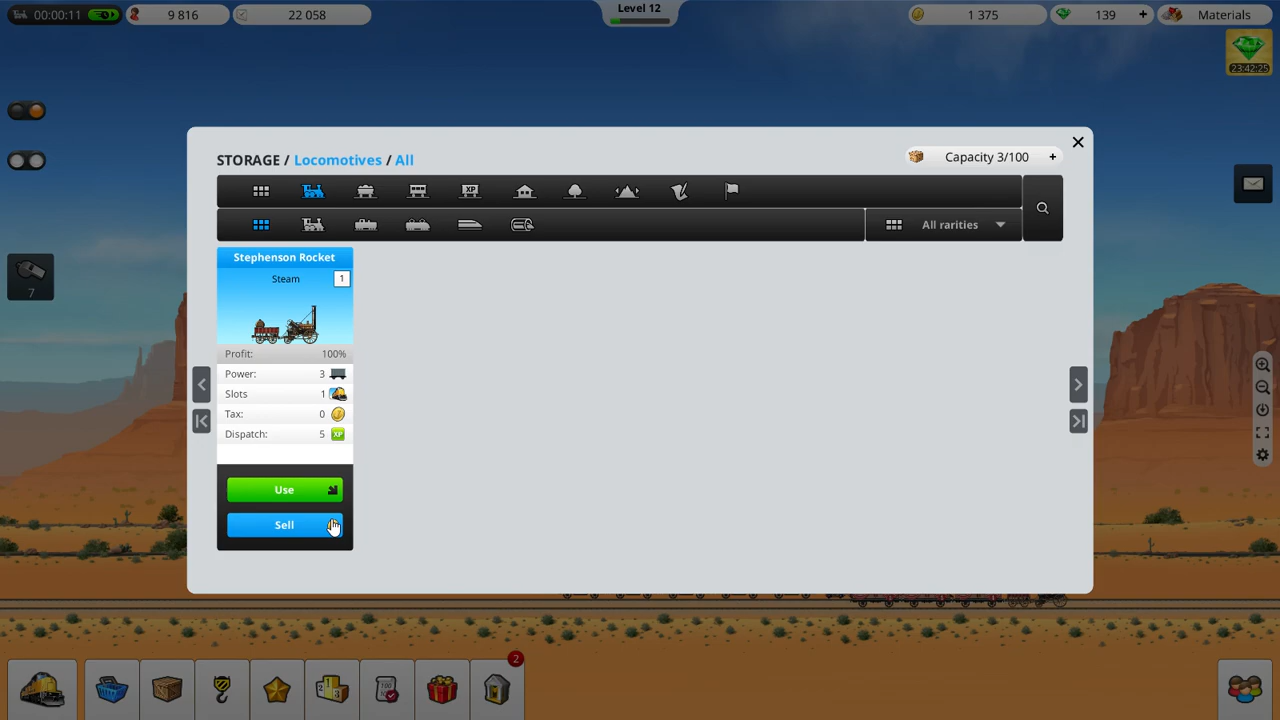 00:00:11
9 816
22 058
Level 12
1 375
139
+
Materials
23:42:25
STORAGE / Locomotives / All
Capacity 3/100
+
XP
All rarities
Stephenson Rocket
Steam
1
Profit: 100%
Power: 3
Slots 1
Tax: 0
Dispatch: 5 XP
Use
Sell
7
2